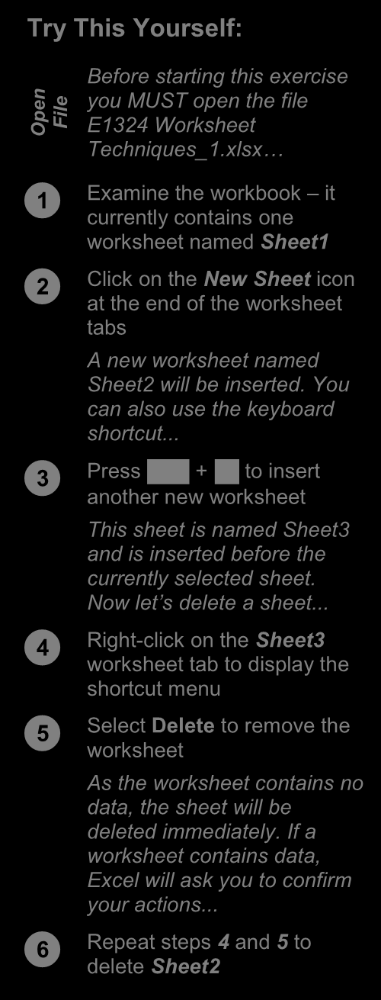 Try This Yourself:
Open
File
Before starting this exercise
you MUST open the file
E1324 Worksheet
Techniques_1.xlsx…
1 Examine the workbook – it
currently contains one
worksheet named Sheet1
2 Click on the New Sheet icon
at the end of the worksheet
tabs
A new worksheet named
Sheet2 will be inserted. You
can also use the keyboard
shortcut...
3 Press + to insert
another new worksheet
This sheet is named Sheet3
and is inserted before the
currently selected sheet.
Now let’s delete a sheet...
4 Right-click on the Sheet3
worksheet tab to display the
shortcut menu
5 Select Delete to remove the
worksheet
As the worksheet contains no
data, the sheet will be
deleted immediately. If a
worksheet contains data,
Excel will ask you to confirm
your actions...
6 Repeat steps 4 and 5 to
delete Sheet2